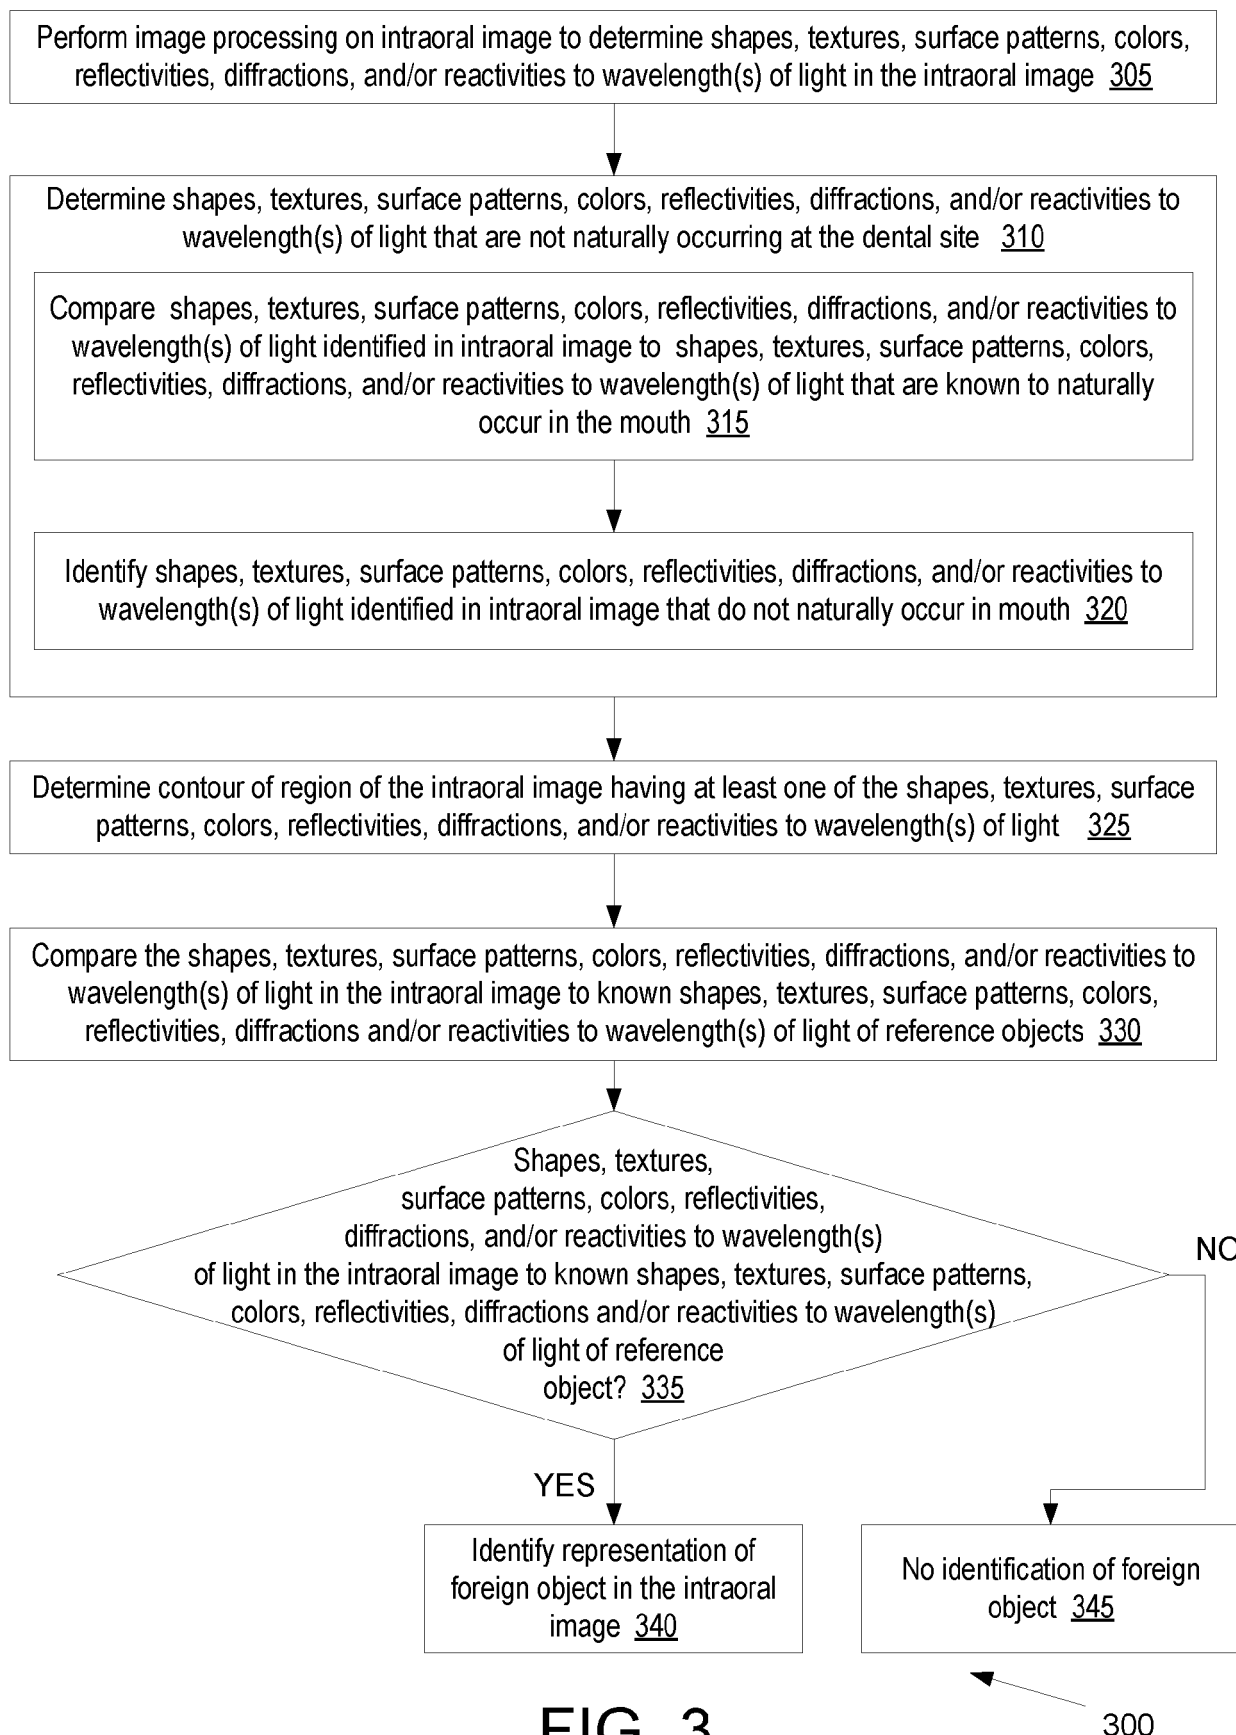 Perform image processing on intraoral image to determine shapes, textures, surface patterns, colors,
reflectivities, diffractions, and/or reactivities to wavelength(s) of light in the intraoral image 305
Determine shapes, textures, surface patterns, colors, reflectivities, diffractions, and/or reactivities to
wavelength(s) of light that are not naturally occurring at the dental site 310
Compare shapes, textures, surface patterns, colors, reflectivities, diffractions, and/or reactivities to
wavelength(s) of light identified in intraoral image to shapes, textures, surface patterns, colors,
reflectivities, diffractions, and/or reactivities to wavelength(s) of light that are known to naturally
occur in the mouth 315
Identify shapes, textures, surface patterns, colors, reflectivities, diffractions, and/or reactivities to
wavelength(s) of light identified in intraoral image that do not naturally occur in mouth 320
Determine contour of region of the intraoral image having at least one of the shapes, textures, surface
patterns, colors, reflectivities, diffractions, and/or reactivities to wavelength(s) of light 325
Compare the shapes, textures, surface patterns, colors, reflectivities, diffractions, and/or reactivities to
wavelength(s) of light in the intraoral image to known shapes, textures, surface patterns, colors,
reflectivities, diffractions and/or reactivities to wavelength(s) of light of reference objects 330
Shapes, textures,
surface patterns, colors, reflectivities,
diffractions, and/or reactivities to wavelength(s)
of light in the intraoral image to known shapes, textures, surface patterns,
colors, reflectivities, diffractions and/or reactivities to wavelength(s)
of light of reference
object? 335
NO
YES
Identify representation of
foreign object in the intraoral
image 340
No identification of foreign
object 345
FIG. 3
300